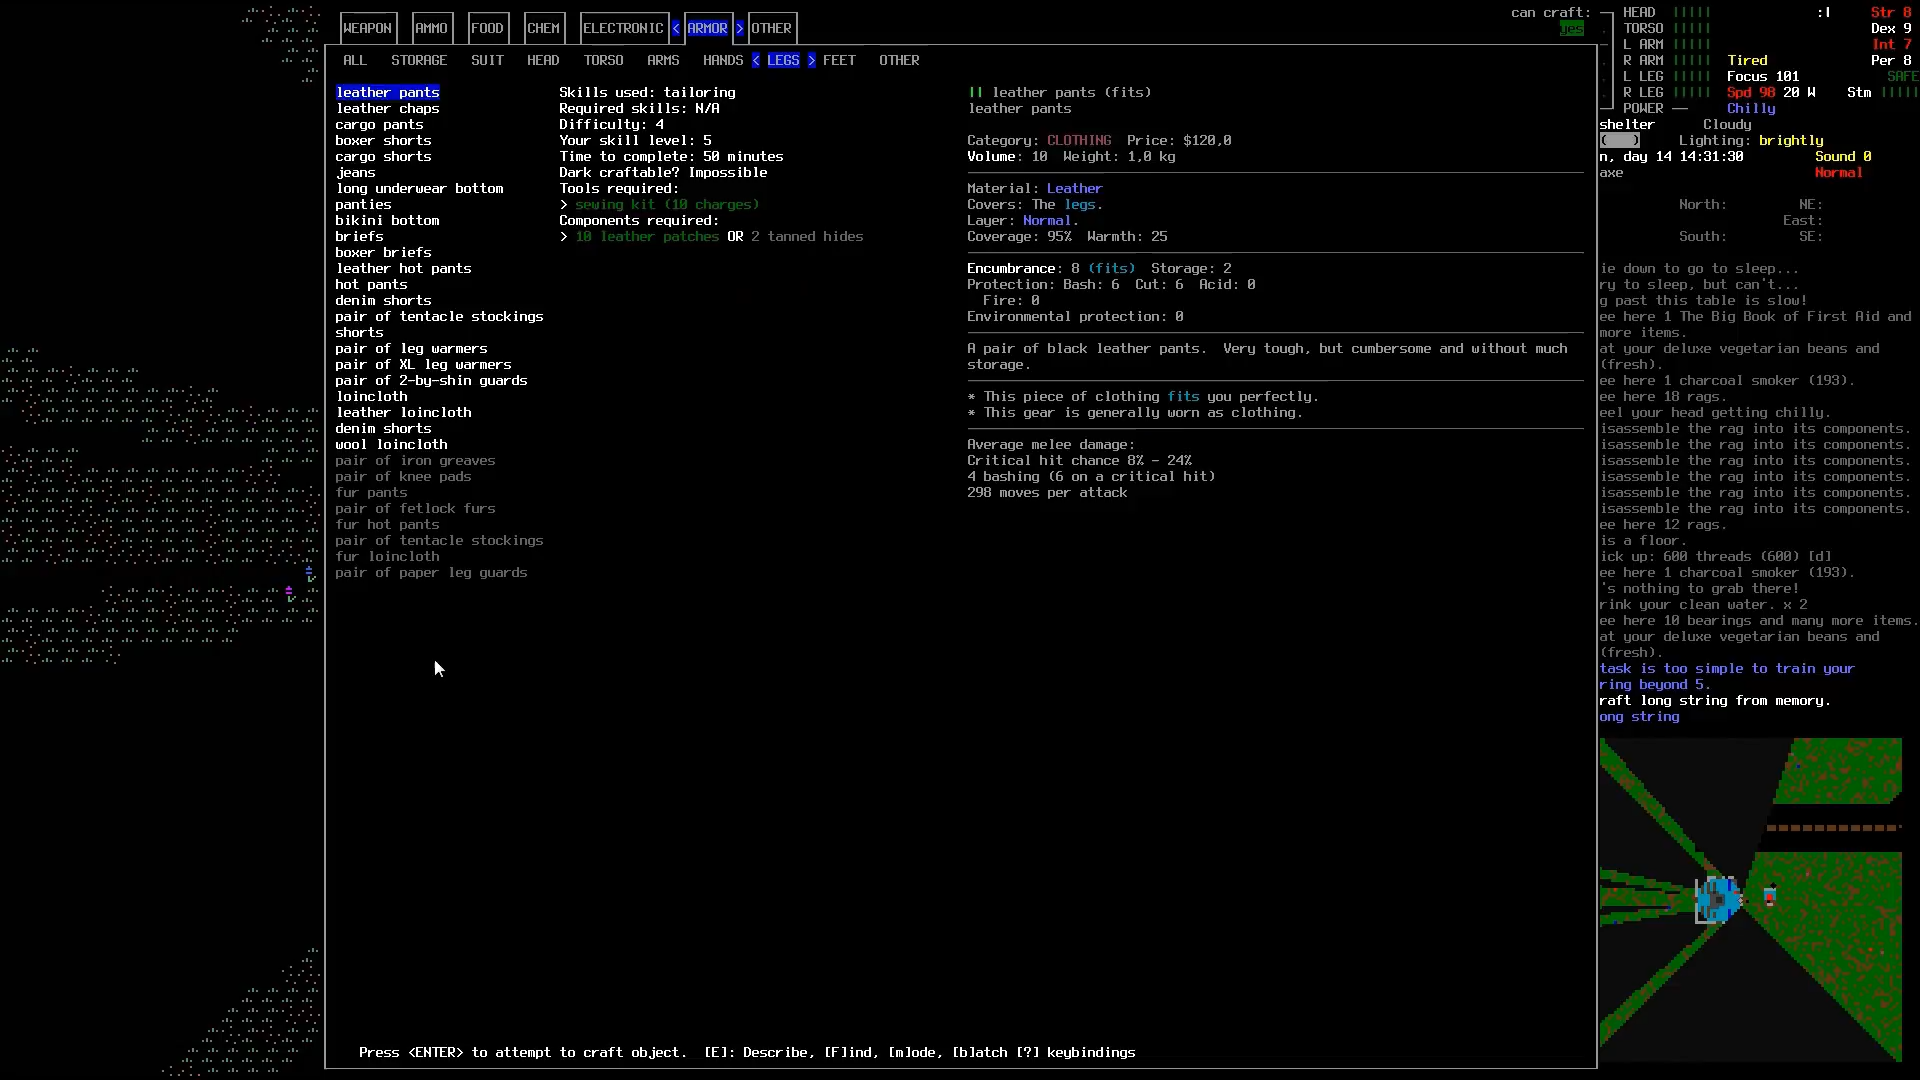 WEAPON AMMO FOOD CHEM ELECTRONIC < ARMOR > OTHER
can craft:
yes
ALL STORAGE SUIT HEAD TORSO ARMS HANDS < LEGS > FEET OTHER
leather pants
leather chaps
cargo pants
boxer shorts
cargo shorts
jeans
long underwear bottom
panties
bikini bottom
briefs
boxer briefs
leather hot pants
hot pants
denim shorts
pair of tentacle stockings
shorts
pair of leg warmers
pair of XL leg warmers
pair of 2-by-shin guards
loincloth
leather loincloth
denim shorts
wool loincloth
pair of iron greaves
pair of knee pads
fur pants
pair of fetlock furs
fur hot pants
pair of tentacle stockings
fur loincloth
pair of paper leg guards
Skills used: tailoring
Required skills: N/A
Difficulty: 4
Your skill level: 5
Time to complete: 50 minutes
Dark craftable? Impossible
Tools required:
> sewing kit (10 charges)
Components required:
> 10 leather patches OR 2 tanned hides
|| leather pants (fits)
leather pants
Category: CLOTHING Price: $120,0
Volume: 10 Weight: 1,0 kg
Material: Leather
Covers: The legs.
Layer: Normal.
Coverage: 95% Warmth: 25
Encumbrance: 8 (fits) Storage: 2
Protection: Bash: 6 Cut: 6 Acid: 0
Fire: 0
Environmental protection: 0
A pair of black leather pants. Very tough, but cumbersome and without much
storage.
* This piece of clothing fits you perfectly.
* This gear is generally worn as clothing.
Average melee damage:
Critical hit chance 8% - 24%
4 bashing (6 on a critical hit)
298 moves per attack
Press <ENTER> to attempt to craft object. [E]: Describe, [F]ind, [m]ode, [b]atch [?] keybindings
HEAD ||||| :| Str 8
TORSO ||||| Dex 9
L ARM ||||| Int 7
R ARM ||||| Tired Per 8
L LEG ||||| Focus 101 SAFE
R LEG ||||| Spd 98 20 W Stm |||||
POWER — Chilly
shelter Cloudy
( ) Lighting: brightly
n, day 14 14:31:30 Sound 0
axe Normal
North: NE:
East:
South: SE:
ie down to go to sleep...
ry to sleep, but can't...
g past this table is slow!
ee here 1 The Big Book of First Aid and
more items.
at your deluxe vegetarian beans and
(fresh).
ee here 1 charcoal smoker (193).
ee here 18 rags.
eel your head getting chilly.
isassemble the rag into its components.
isassemble the rag into its components.
isassemble the rag into its components.
isassemble the rag into its components.
isassemble the rag into its components.
isassemble the rag into its components.
ee here 12 rags.
is a floor.
ick up: 600 threads (600) [d]
ee here 1 charcoal smoker (193).
's nothing to grab there!
rink your clean water. x 2
ee here 10 bearings and many more items.
at your deluxe vegetarian beans and
(fresh).
task is too simple to train your
ring beyond 5.
raft long string from memory.
ong string